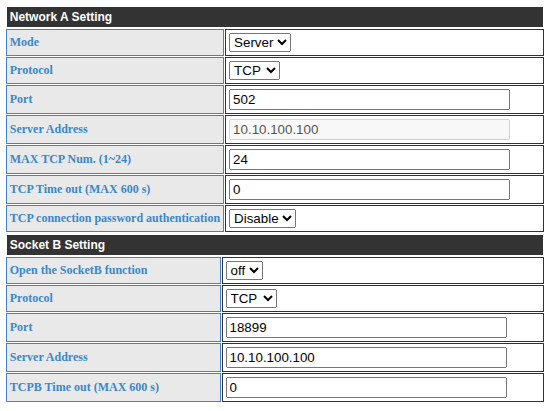 Network A Setting
Mode Server
Protocol TCP
Port 502
Server Address 10.10.100.100
MAX TCP Num. (1~24) 24
TCP Time out (MAX 600 s) 0
TCP connection password authentication Disable
Socket B Setting
Open the SocketB function off
Protocol TCP
Port 18899
Server Address 10.10.100.100
TCPB Time out (MAX 600 s) 0